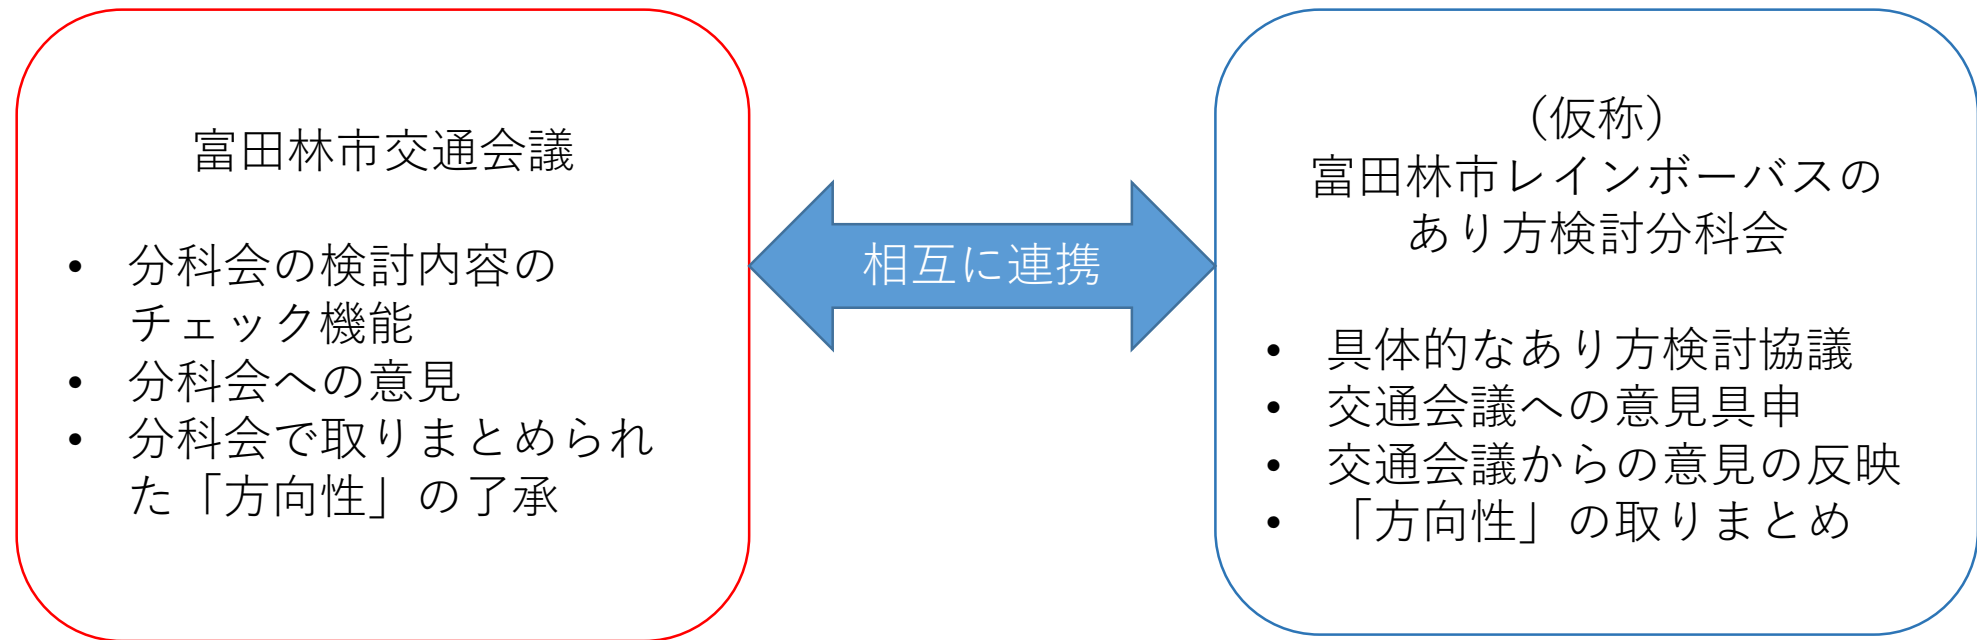 富田林市交通会議
• 分科会の検討内容の
チェック機能
• 分科会への意見
• 分科会で取りまとめられ
た「方向性」の了承
相互に連携
（仮称）
富田林市レインボーバスの
あり方検討分科会
• 具体的なあり方検討協議
• 交通会議への意見具申
• 交通会議からの意見の反映
• 「方向性」の取りまとめ